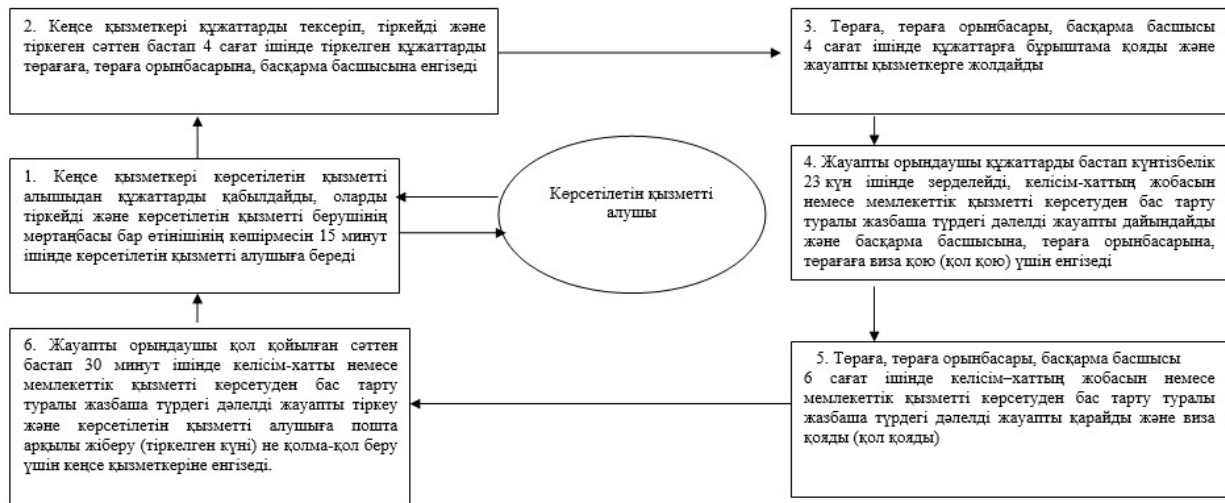 2. Кеңсе қызметкері құжаттарды тексеріп, тіркейді және
тіркеген сәттен бастап 4 сағат ішінде тіркелген құжаттарды
төрағаға, төраға орынбасарына, басқарма басшысына енгізеді
3. Төраға, төраға орынбасары, басқарма басшысы
4 сағат ішінде құжаттарға бұрыштама қояды және
жауапты қызметкерге жолдайды
1. Кеңсе қызметкері көрсетілетін қызметті
алышыдан құжаттарды қабылдайды, оларды
тіркейді және көрсетілетін қызметті берушінің
мөртаңбасы бар өтінішінің көшірмесін 15 минут
ішінде көрсетілетін қызметті алушыға береді
Көрсетілетін қызметті
алушы
4. Жауапты орындаушы құжаттарды бастап күнтізбелік
23 күн ішінде зерделейді, келісім-хаттың жобасын
немесе мемлекеттік қызметті көрсетуден бас тарту
туралы жазбаша түрдегі дәлелді жауапты дайындайды
және басқарма басшысына, төраға орынбасарына,
төрағаға виза қою (қол қою) үшін енгізеді
6. Жауапты орындаушы қол қойылған сәттен
бастап 30 минут ішінде келісім-хатты немесе
мемлекеттік қызметті көрсетуден бас тарту
туралы жазбаша түрдегі дәлелді жауапты тіркеу
және көрсетілетін қызметті алушыға пошта
арқылы жіберу (тіркелген күні) не қолма-қол беру
үшін кеңсе қызметкеріне енгізеді.
5. Төраға, төраға орынбасары, басқарма басшысы
6 сағат ішінде келісім–хаттың жобасын немесе
мемлекеттік қызметті көрсетуден бас тарту туралы
жазбаша түрдегі дәлелді жауапты қарайды және виза
қояды (қол қояды)